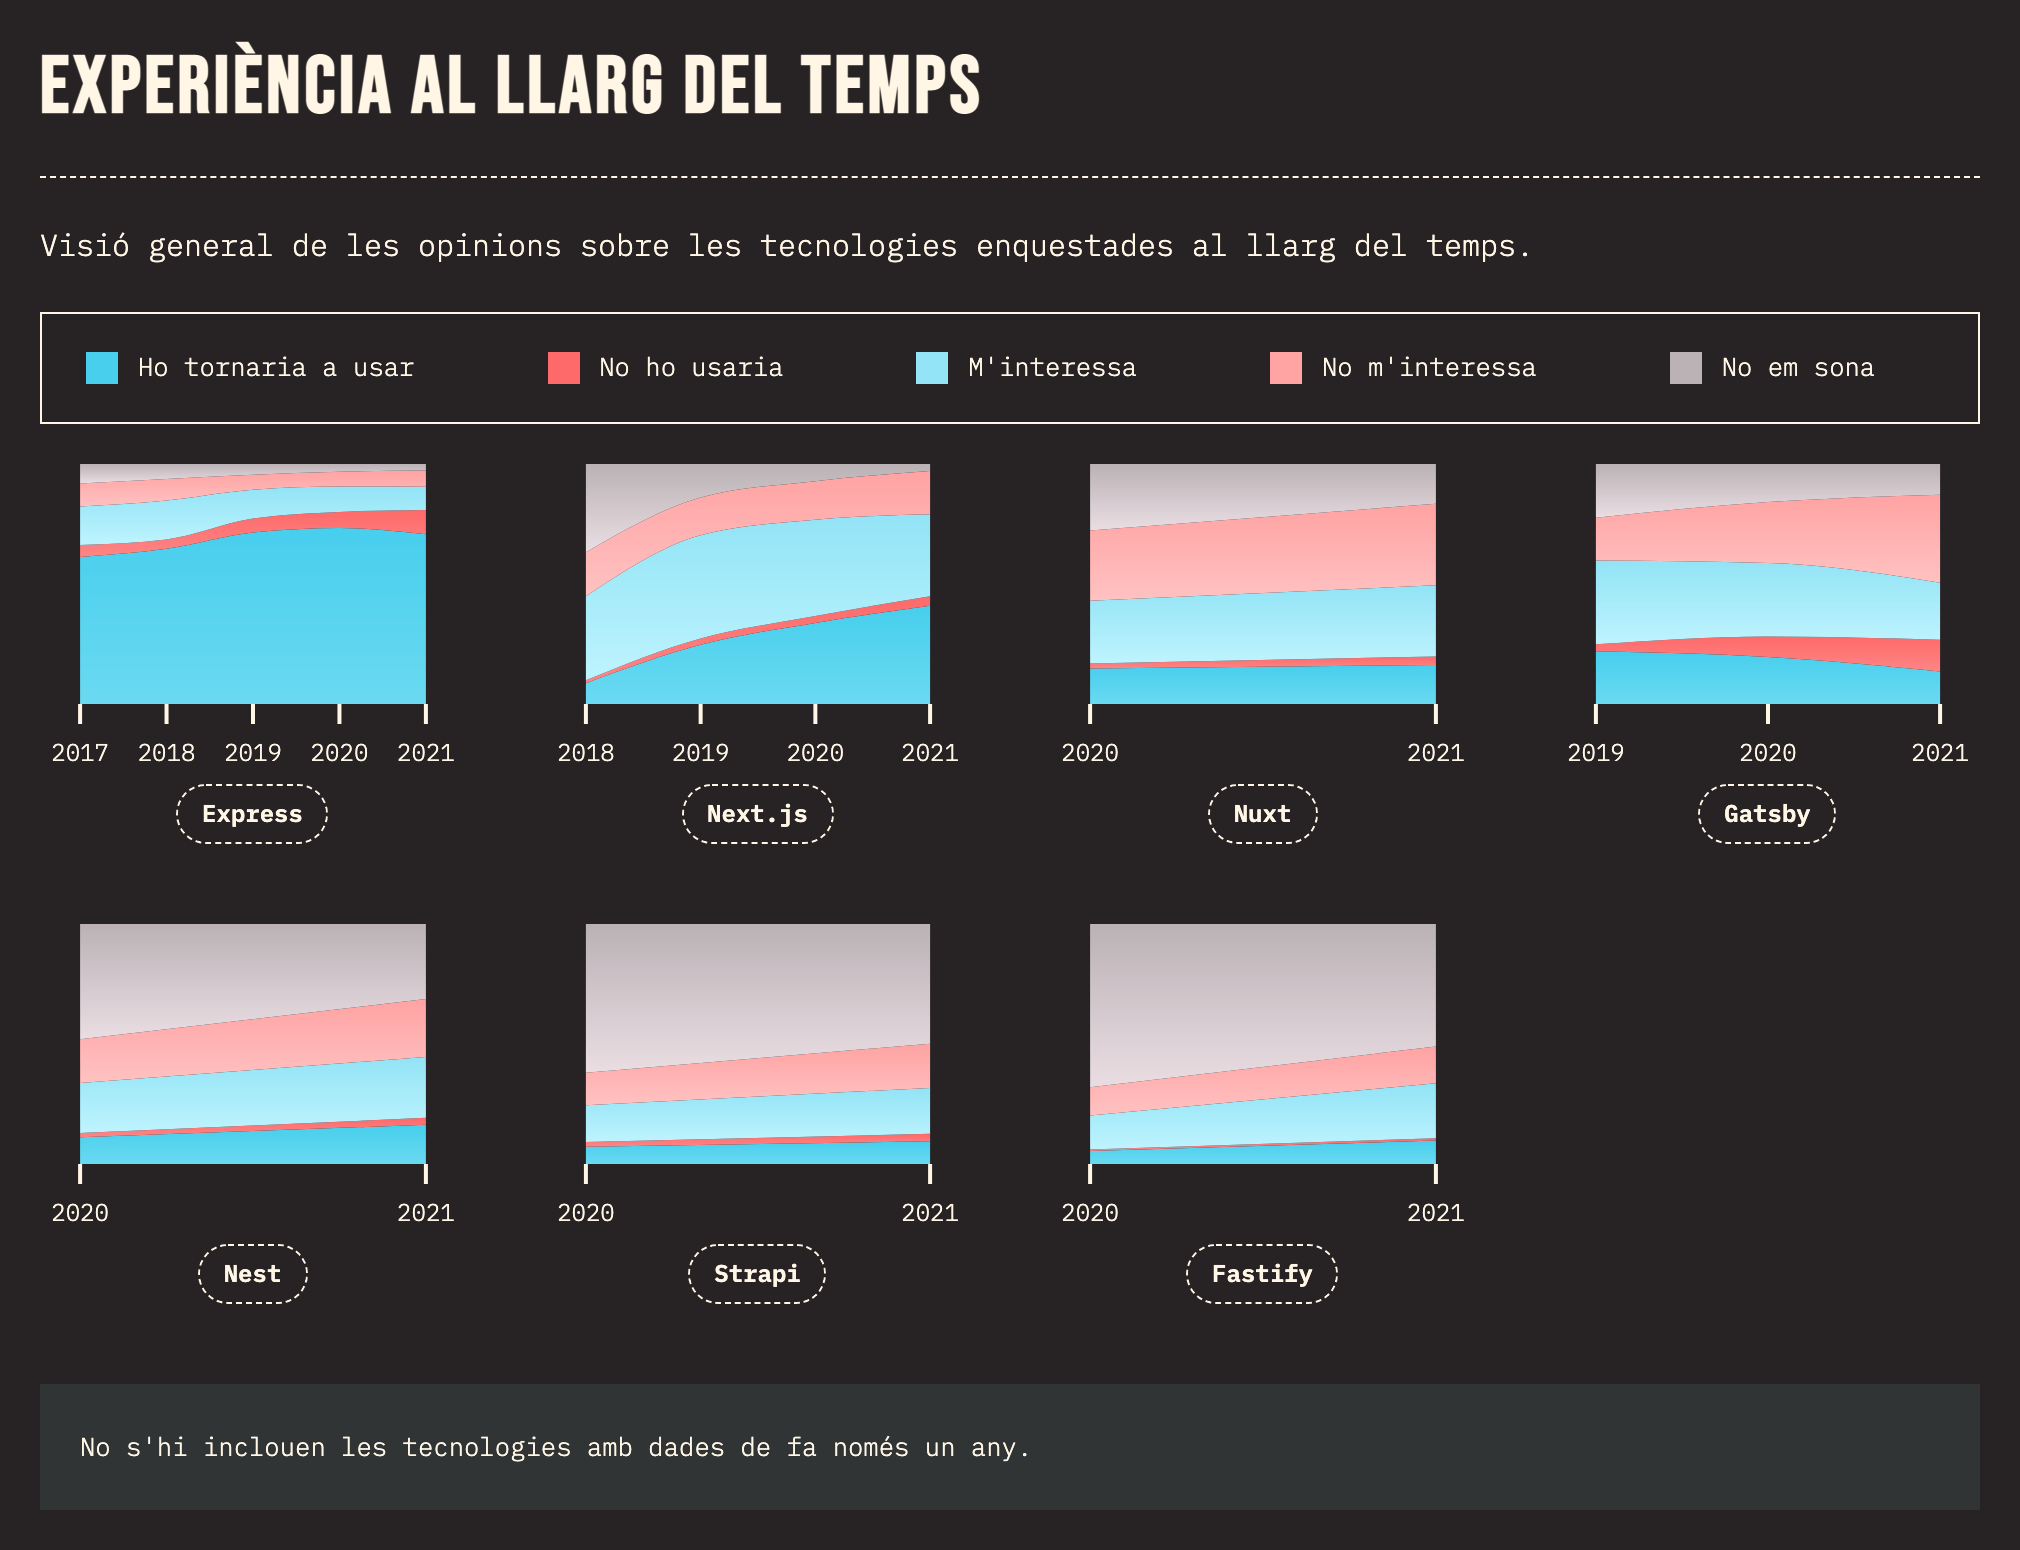 EXPERIÈNCIA AL LLARG DEL TEMPS
Visió general de les opinions sobre les tecnologies enquestades al llarg del temps.
Ho tornaria a usar No ho usaria M'interessa No m'interessa No em sona
2017 2018 2019 2020 2021
Express
2018 2019 2020 2021
Next.js
2020 2021
Nuxt
2019 2020 2021
Gatsby
2020 2021
Nest
2020 2021
Strapi
2020 2021
Fastify
No s'hi inclouen les tecnologies amb dades de fa només un any.